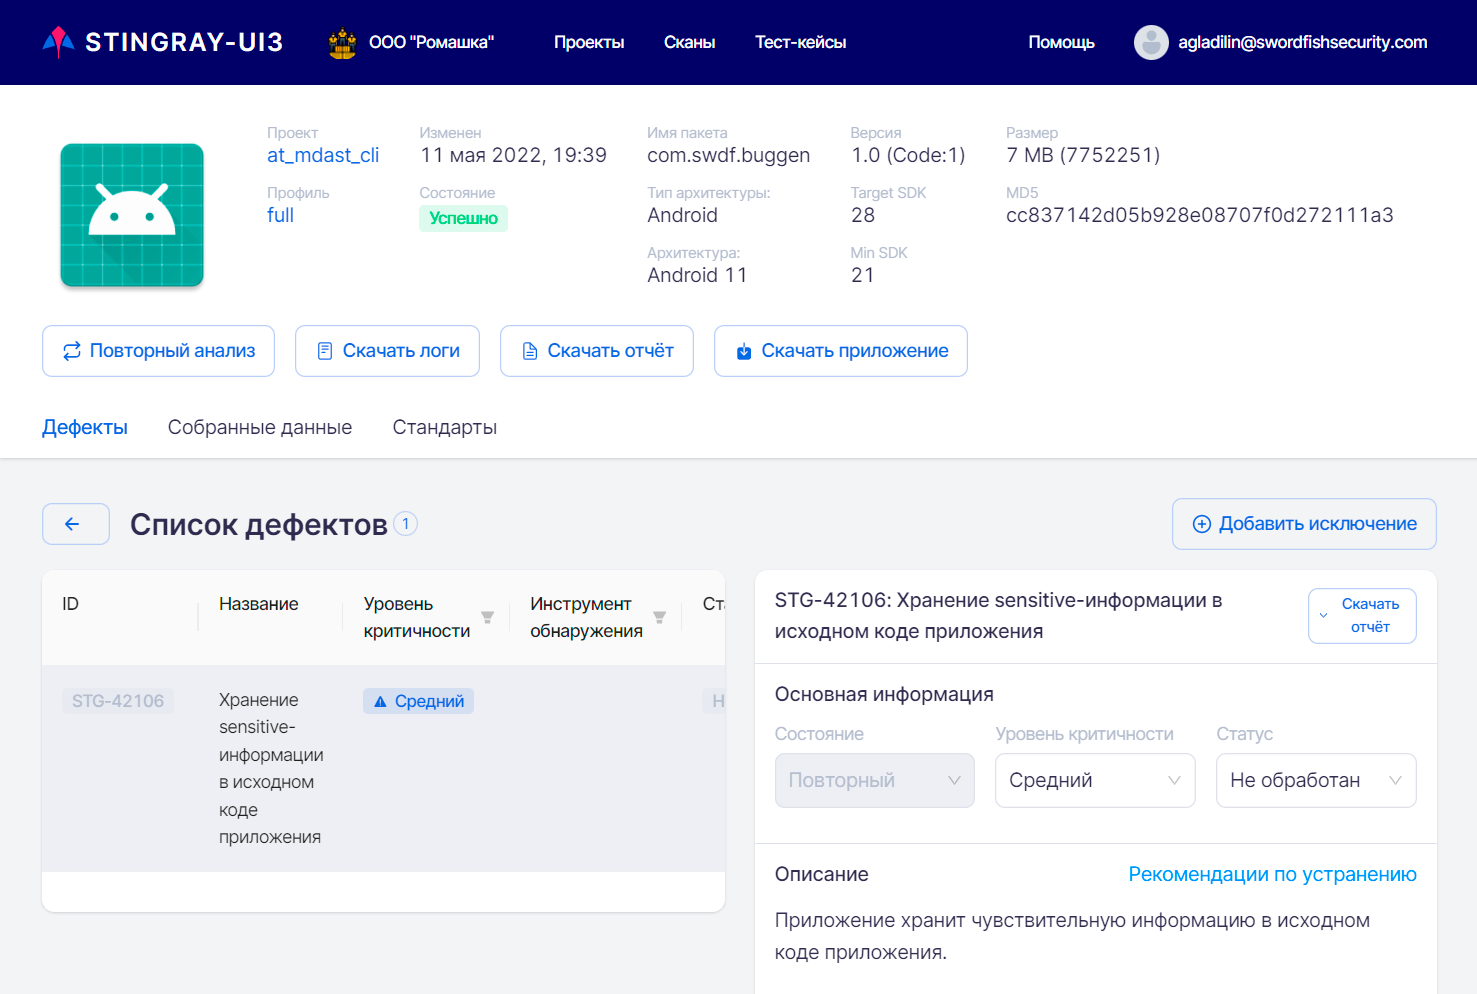 STINGRAY-UI3
ООО "Ромашка"
Проекты
Сканы
Тест-кейсы
Помощь
agladilin@swordfishsecurity.com
Проект
at_mdast_cli
Изменен
11 мая 2022, 19:39
Имя пакета
com.swdf.buggen
Версия
1.0 (Code:1)
Размер
7 MB (7752251)
Профиль
full
Состояние
Успешно
Тип архитектуры:
Android
Target SDK
28
MD5
cc837142d05b928e08707f0d272111a3
Архитектура:
Android 11
Min SDK
21
Повторный анализ
Скачать логи
Скачать отчёт
Скачать приложение
Дефекты
Собранные данные
Стандарты
Список дефектов 1
Добавить исключение
ID
Название
Уровень
критичности
Инструмент
обнаружения
STG-42106
Хранение
sensitive-
информации
в исходном
коде
приложения
Средний
STG-42106: Хранение sensitive-информации в
исходном коде приложения
Скачать
отчёт
Основная информация
Состояние
Повторный
Уровень критичности
Средний
Статус
Не обработан
Описание
Рекомендации по устранению
Приложение хранит чувствительную информацию в исходном
коде приложения.